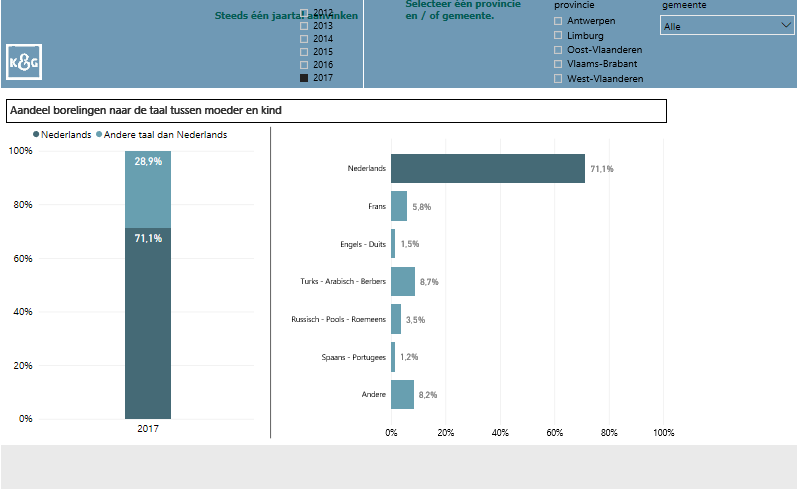 Steeds één jaartal aanvinken
2012
2013
2014
2015
2016
2017
Selecteer één provincie
en / of gemeente.
provincie
Antwerpen
Limburg
Oost-Vlaanderen
Vlaams-Brabant
West-Vlaanderen
gemeente
Alle
K&G
Aandeel borelingen naar de taal tussen moeder en kind
Nederlands Andere taal dan Nederlands
100%
80%
60%
40%
20%
0%
28,9%
71,1%
2017
Nederlands 71,1%
Frans 5,8%
Engels - Duits 1,5%
Turks - Arabisch - Berbers 8,7%
Russisch - Pools - Roemeens 3,5%
Spaans - Portugees 1,2%
Andere 8,2%
0% 20% 40% 60% 80% 100%